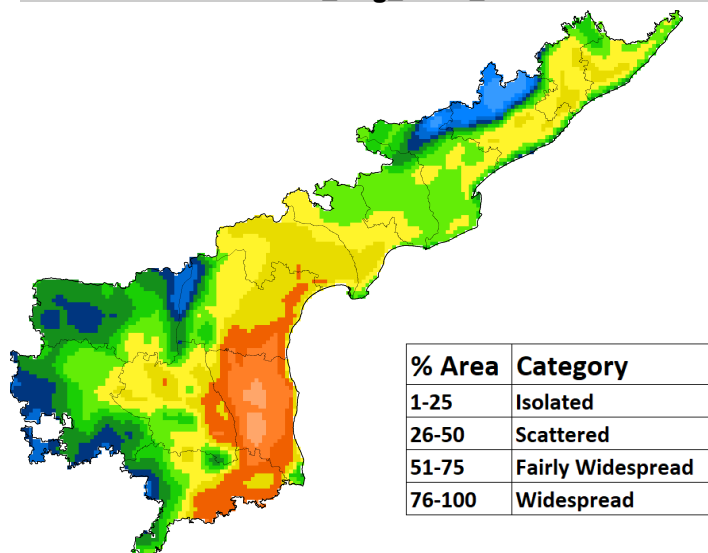 % Area Category
1-25 Isolated
26-50 Scattered
51-75 Fairly Widespread
76-100 Widespread